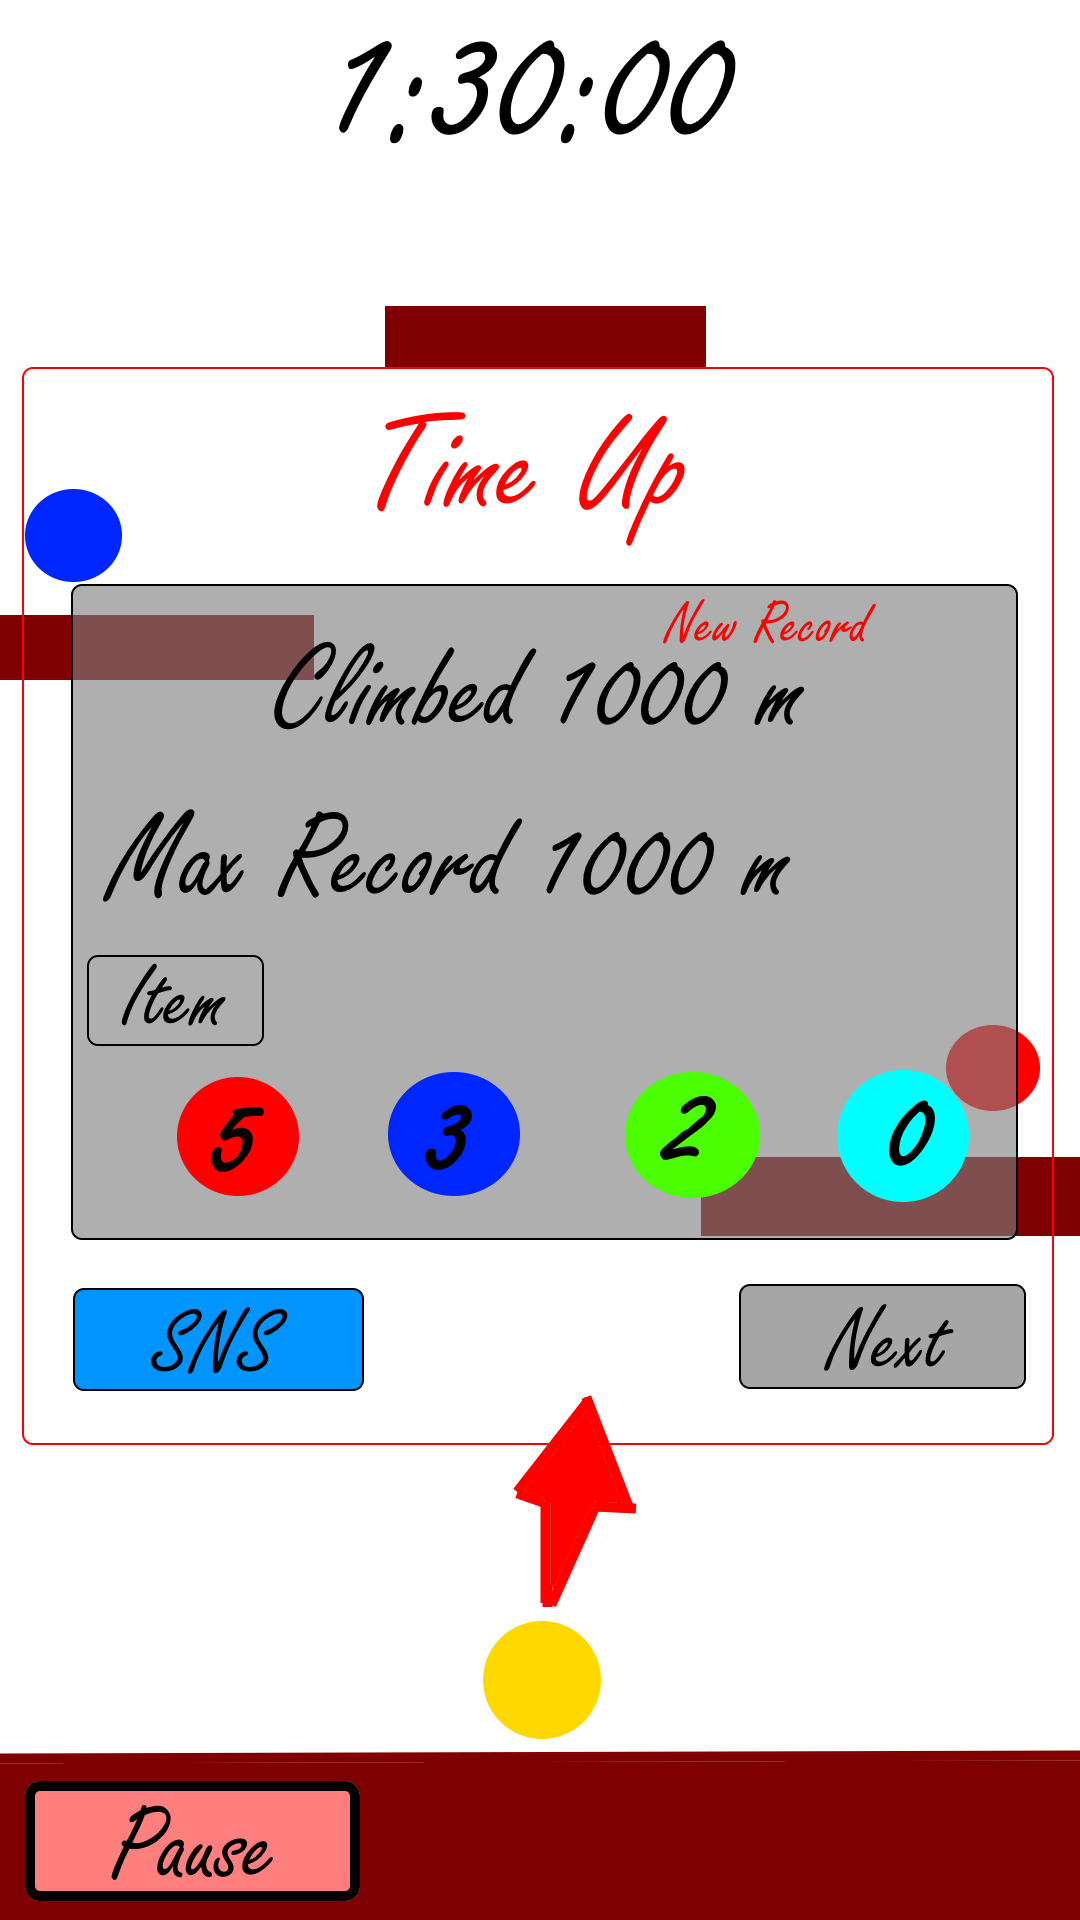 1:30:00
Time Up
New Record
Climbed 1000 m
Max Record 1000 m
Item
5 3 2 0
SNS Next
Pause